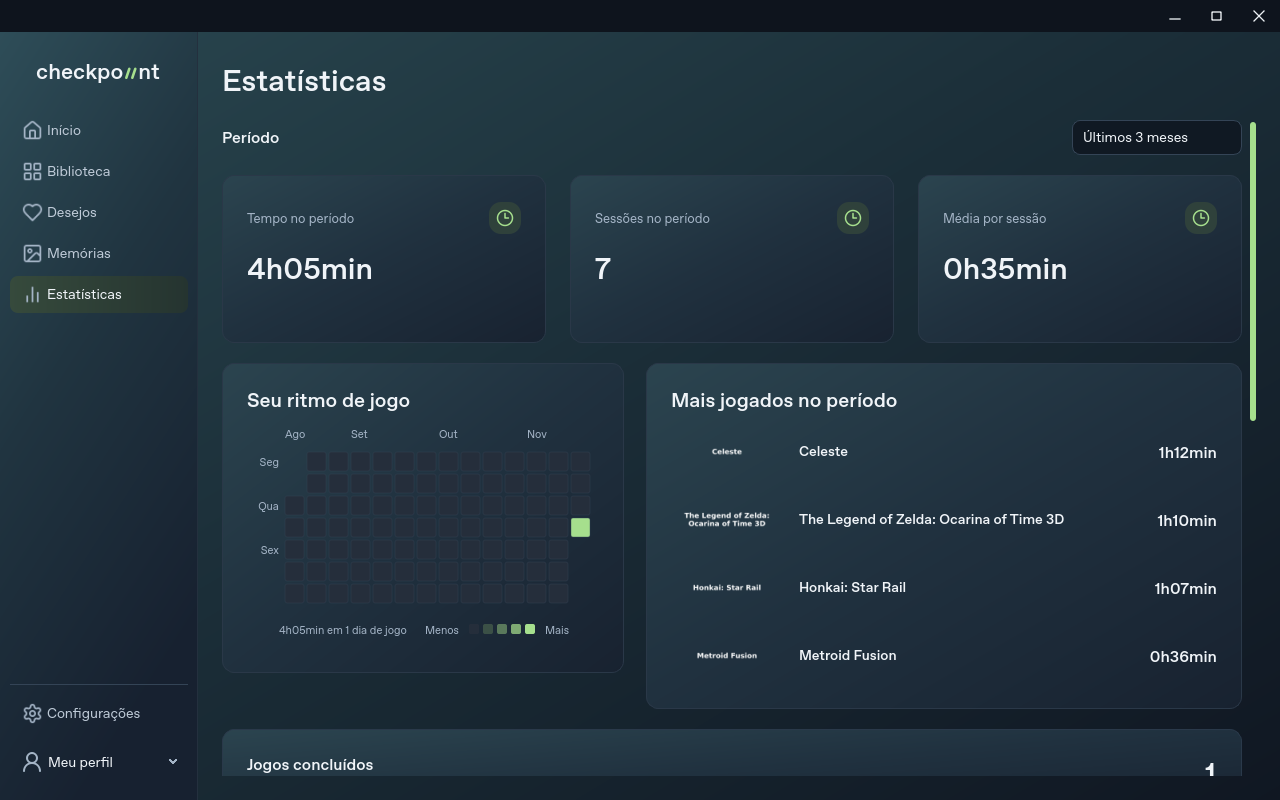 checkpoint
Início
Biblioteca
Desejos
Memórias
Estatísticas
Configurações
Meu perfil
Estatísticas
Período
Últimos 3 meses
Tempo no período
4h05min
Sessões no período
7
Média por sessão
0h35min
Seu ritmo de jogo
Ago Set Out Nov
Seg
Qua
Sex
4h05min em 1 dia de jogo Menos Mais
Mais jogados no período
Celeste
Celeste
1h12min
The Legend of Zelda:
Ocarina of Time 3D
The Legend of Zelda: Ocarina of Time 3D
1h10min
Honkai: Star Rail
Honkai: Star Rail
1h07min
Metroid Fusion
Metroid Fusion
0h36min
Jogos concluídos
1